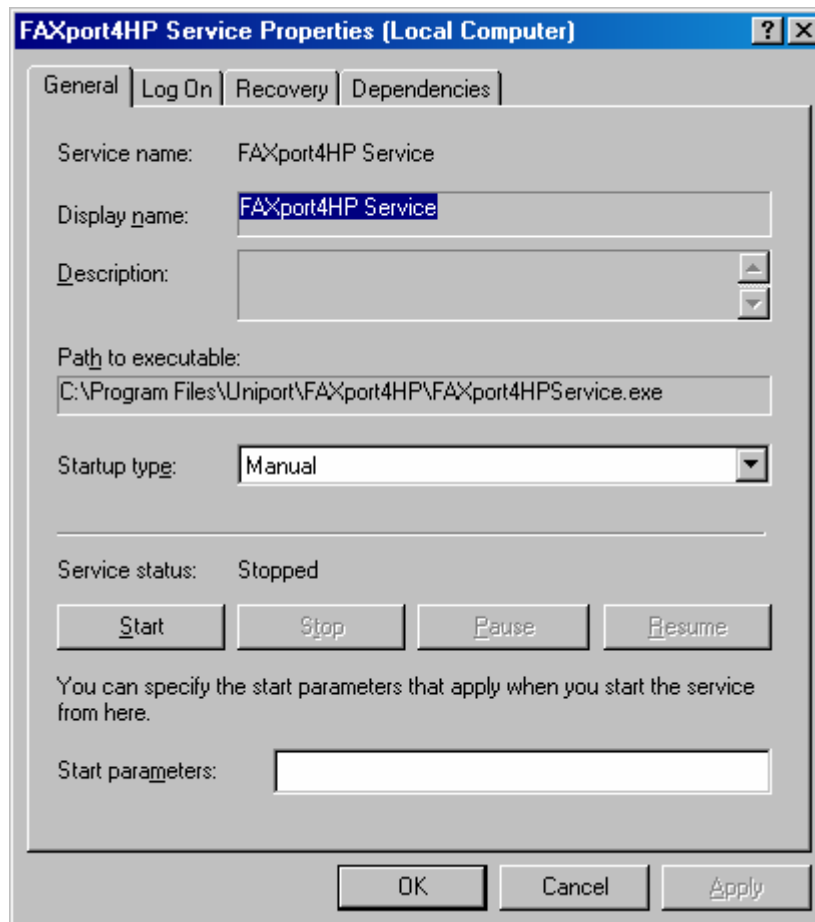 FAXport4HP Service Properties (Local Computer)
General Log On Recovery Dependencies
Service name: FAXport4HP Service
Display name: FAXport4HP Service
Description:
Path to executable:
C:\Program Files\Uniport\FAXport4HP\FAXport4HPService.exe
Startup type: Manual
Service status: Stopped
Start Stop Pause Resume
You can specify the start parameters that apply when you start the service
from here.
Start parameters:
OK Cancel Apply